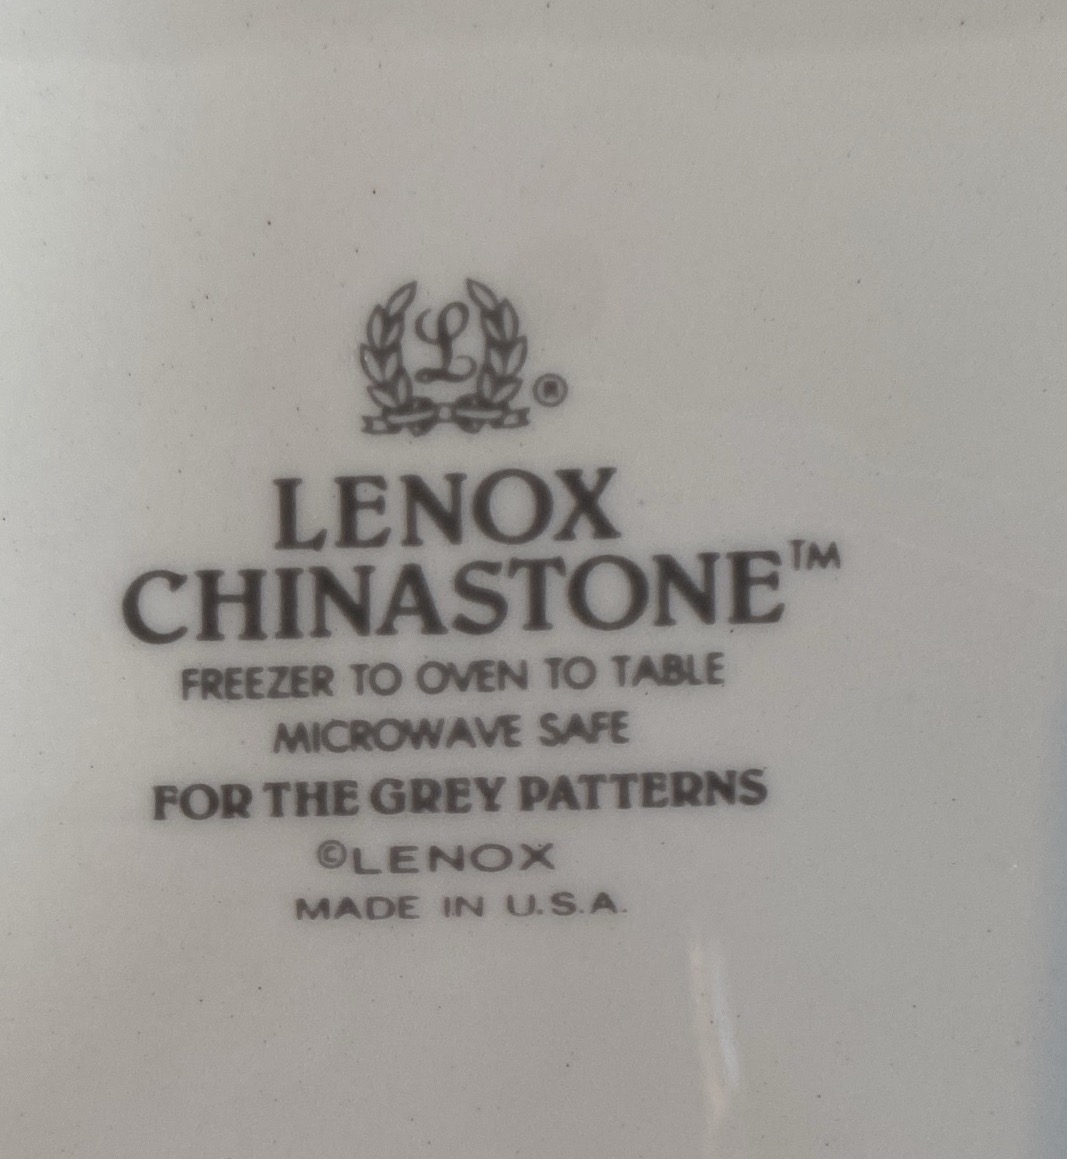 L ®
LENOX
CHINASTONE™
FREEZER TO OVEN TO TABLE
MICROWAVE SAFE
FOR THE GREY PATTERNS
©LENOX
MADE IN U.S.A.